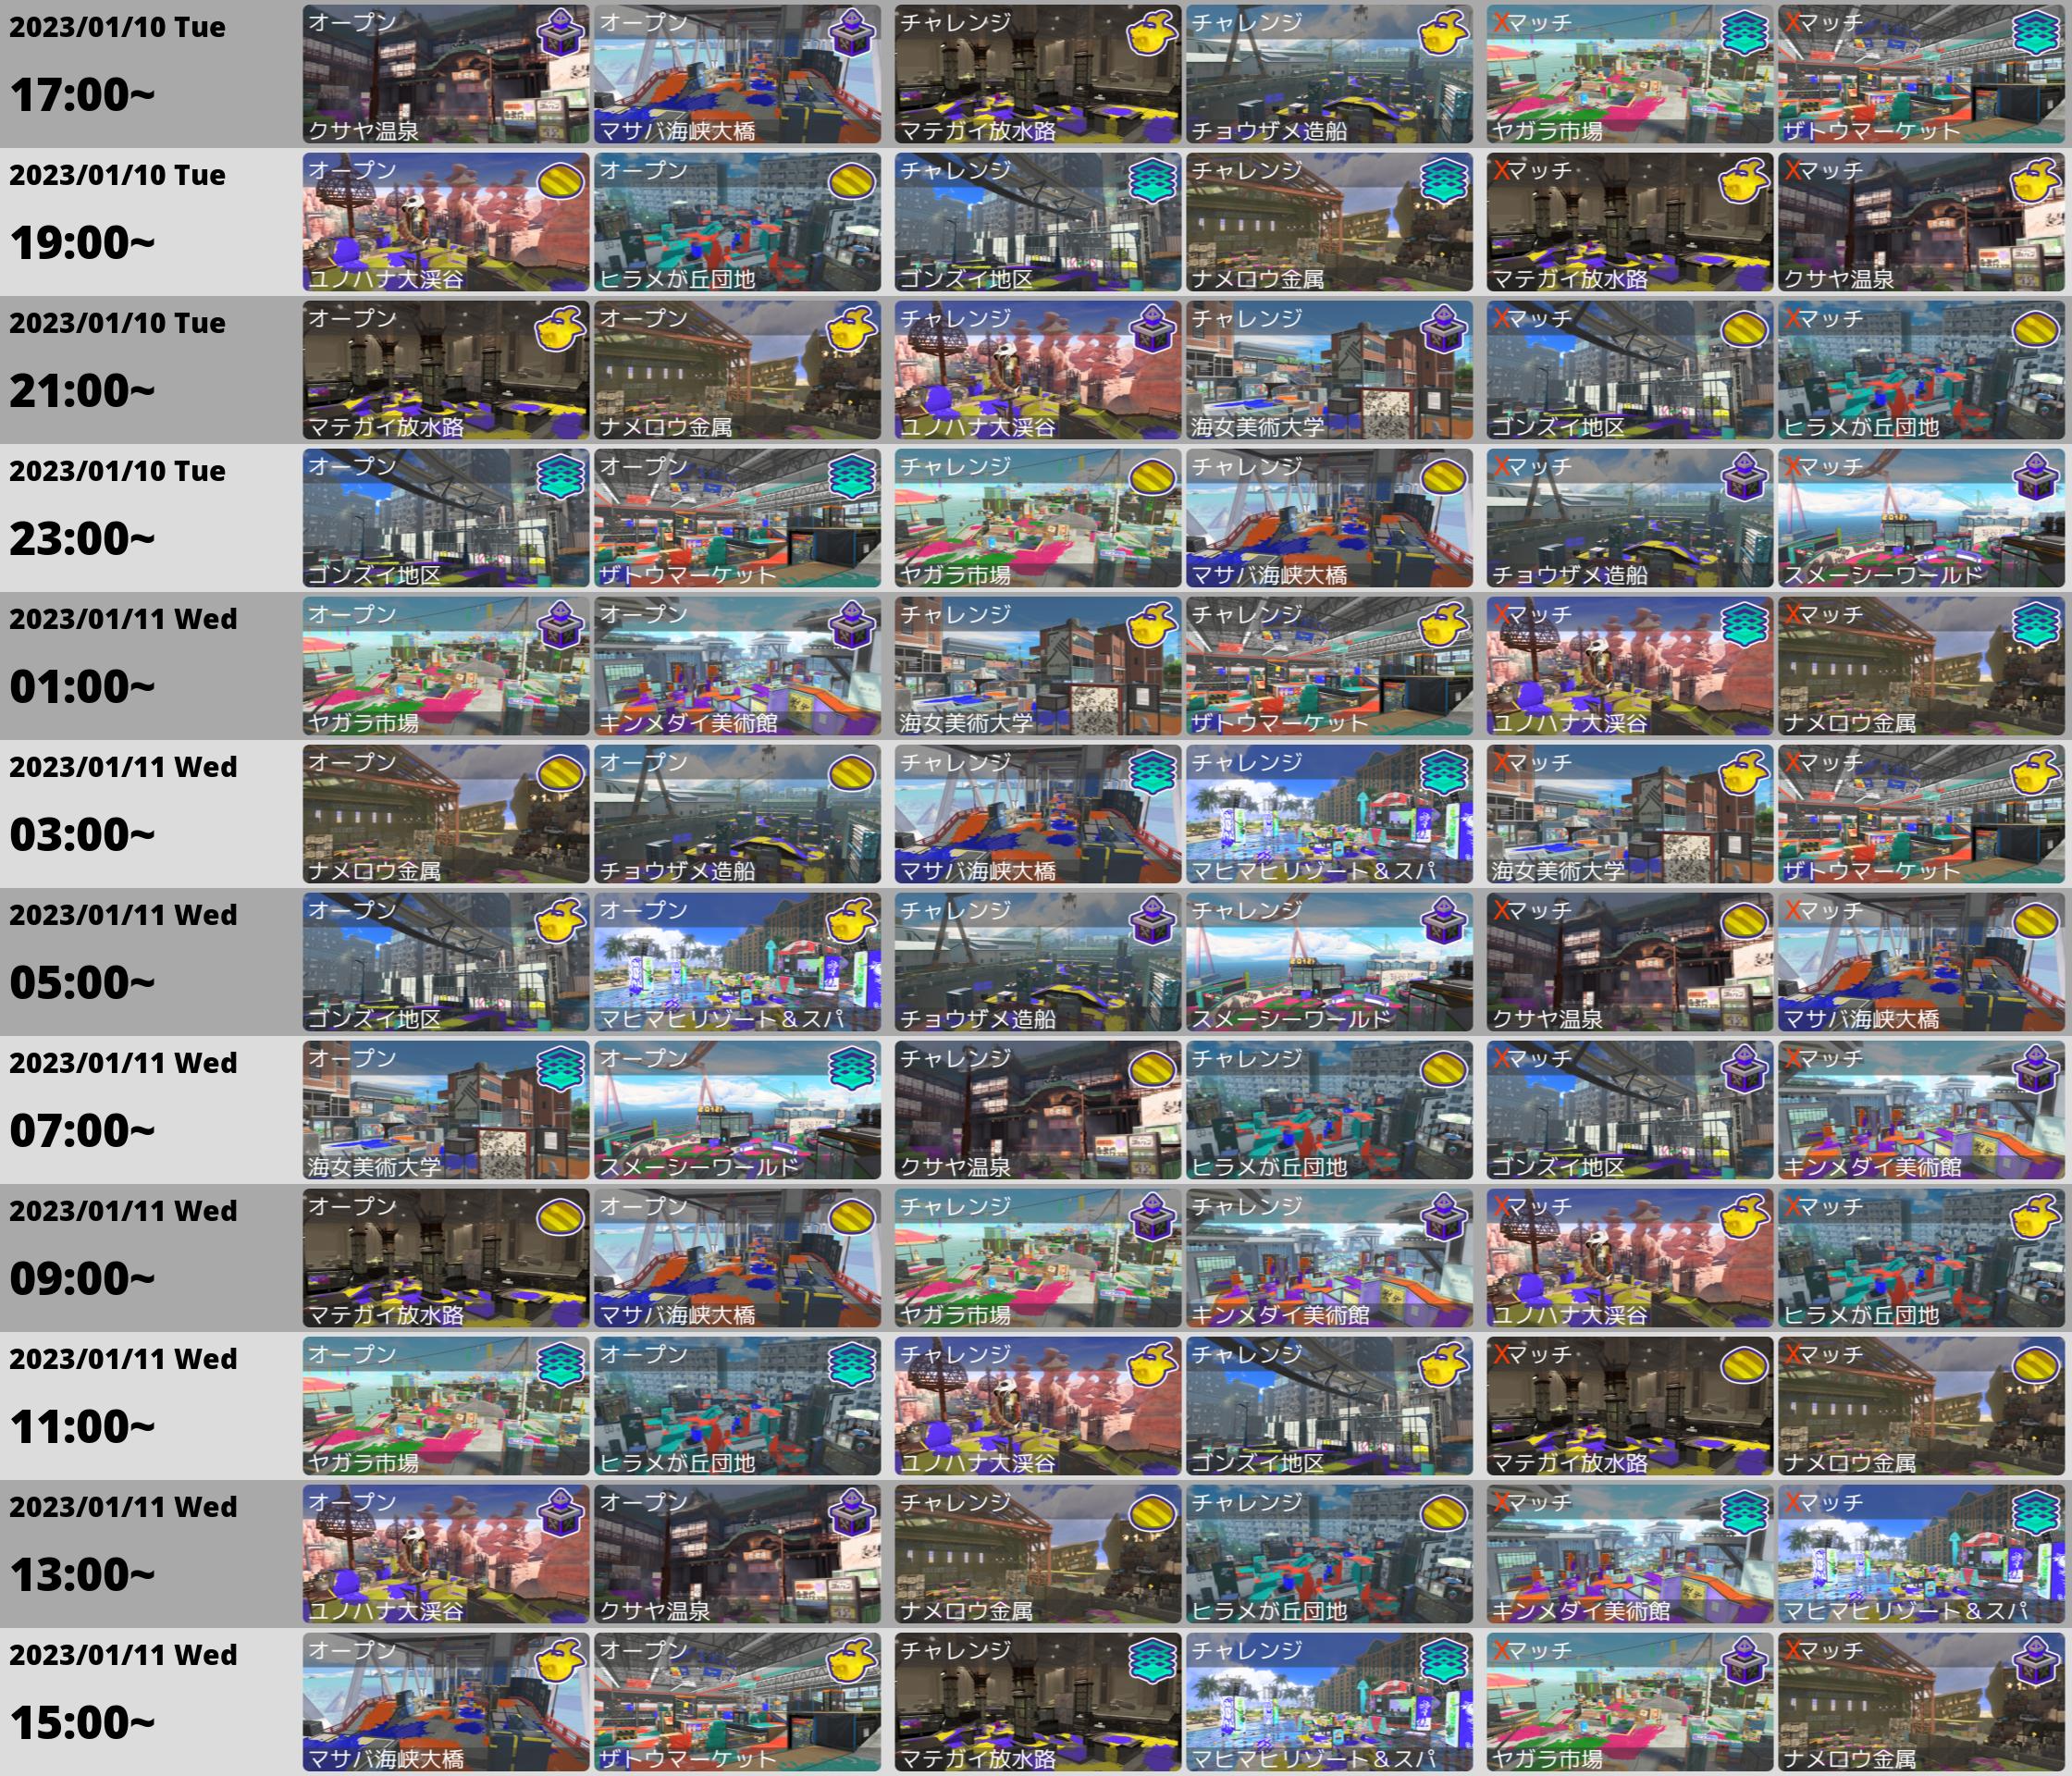 2023/01/10 Tue
17:00~
オープン オープン チャレンジ チャレンジ Xマッチ Xマッチ
クサヤ温泉 マサバ海峡大橋 マテガイ放水路 チョウザメ造船 ヤガラ市場 ザトウマーケット
2023/01/10 Tue
19:00~
オープン オープン チャレンジ チャレンジ Xマッチ Xマッチ
ユノハナ大渓谷 ヒラメが丘団地 ゴンズイ地区 ナメロウ金属 マテガイ放水路 クサヤ温泉
2023/01/10 Tue
21:00~
オープン オープン チャレンジ チャレンジ Xマッチ Xマッチ
マテガイ放水路 ナメロウ金属 ユノハナ大渓谷 海女美術大学 ゴンズイ地区 ヒラメが丘団地
2023/01/10 Tue
23:00~
オープン オープン チャレンジ チャレンジ Xマッチ Xマッチ
ゴンズイ地区 ザトウマーケット ヤガラ市場 マサバ海峡大橋 チョウザメ造船 スメーシーワールド
2023/01/11 Wed
01:00~
オープン オープン チャレンジ チャレンジ Xマッチ Xマッチ
ヤガラ市場 キンメダイ美術館 海女美術大学 ザトウマーケット ユノハナ大渓谷 ナメロウ金属
2023/01/11 Wed
03:00~
オープン オープン チャレンジ チャレンジ Xマッチ Xマッチ
ナメロウ金属 チョウザメ造船 マサバ海峡大橋 マヒマヒリゾート＆スパ 海女美術大学 ザトウマーケット
2023/01/11 Wed
05:00~
オープン オープン チャレンジ チャレンジ Xマッチ Xマッチ
ゴンズイ地区 マヒマヒリゾート＆スパ チョウザメ造船 スメーシーワールド クサヤ温泉 マサバ海峡大橋
2023/01/11 Wed
07:00~
オープン オープン チャレンジ チャレンジ Xマッチ Xマッチ
海女美術大学 スメーシーワールド クサヤ温泉 ヒラメが丘団地 ゴンズイ地区 キンメダイ美術館
2023/01/11 Wed
09:00~
オープン オープン チャレンジ チャレンジ Xマッチ Xマッチ
マテガイ放水路 マサバ海峡大橋 ヤガラ市場 キンメダイ美術館 ユノハナ大渓谷 ヒラメが丘団地
2023/01/11 Wed
11:00~
オープン オープン チャレンジ チャレンジ Xマッチ Xマッチ
ヤガラ市場 ヒラメが丘団地 ユノハナ大渓谷 ゴンズイ地区 マテガイ放水路 ナメロウ金属
2023/01/11 Wed
13:00~
オープン オープン チャレンジ チャレンジ Xマッチ Xマッチ
ユノハナ大渓谷 クサヤ温泉 ナメロウ金属 ヒラメが丘団地 キンメダイ美術館 マヒマヒリゾート＆スパ
2023/01/11 Wed
15:00~
オープン オープン チャレンジ チャレンジ Xマッチ Xマッチ
マサバ海峡大橋 ザトウマーケット マテガイ放水路 マヒマヒリゾート＆スパ ヤガラ市場 ナメロウ金属